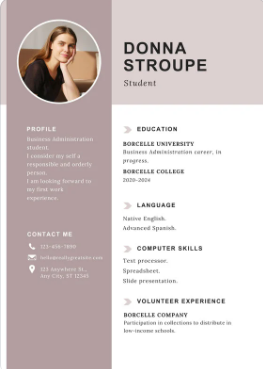 DONNA
STROUPE
Student
PROFILE
Business Administration
student.
I consider my self a
responsible and orderly
person.
I am looking forward to
my first work
experience.
CONTACT ME
123-456-7890
hello@reallygreatsite.com
123 Anywhere St.,
Any City, ST 12345
EDUCATION
BORCELLE UNIVERSITY
Business Administration career, in
progress.
BORCELLE COLLEGE
2020-2024
LANGUAGE
Native English.
Advanced Spanish.
COMPUTER SKILLS
Text processor.
Spreadsheet.
Slide presentation.
VOLUNTEER EXPERIENCE
BORCELLE COMPANY
Participation in collections to distribute in
low-income schools.